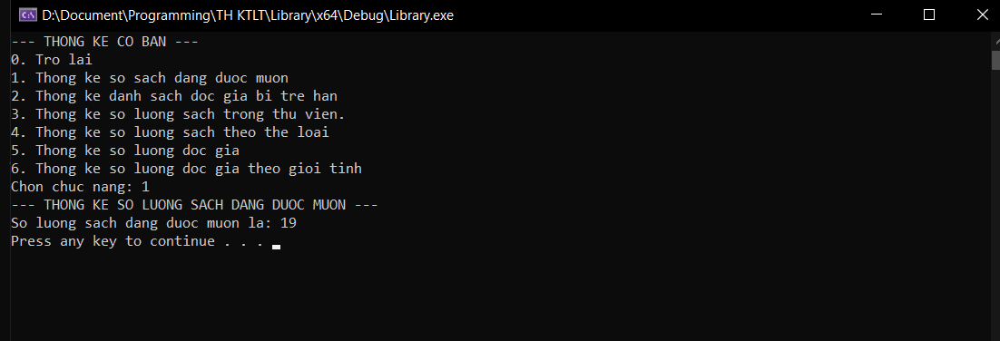 D:\Document\Programming\TH KTLT\Library\x64\Debug\Library.exe
--- THONG KE CO BAN ---
0. Tro lai
1. Thong ke so sach dang duoc muon
2. Thong ke danh sach doc gia bi tre han
3. Thong ke so luong sach trong thu vien.
4. Thong ke so luong sach theo the loai
5. Thong ke so luong doc gia
6. Thong ke so luong doc gia theo gioi tinh
Chon chuc nang: 1
--- THONG KE SO LUONG SACH DANG DUOC MUON ---
So luong sach dang duoc muon la: 19
Press any key to continue . . .